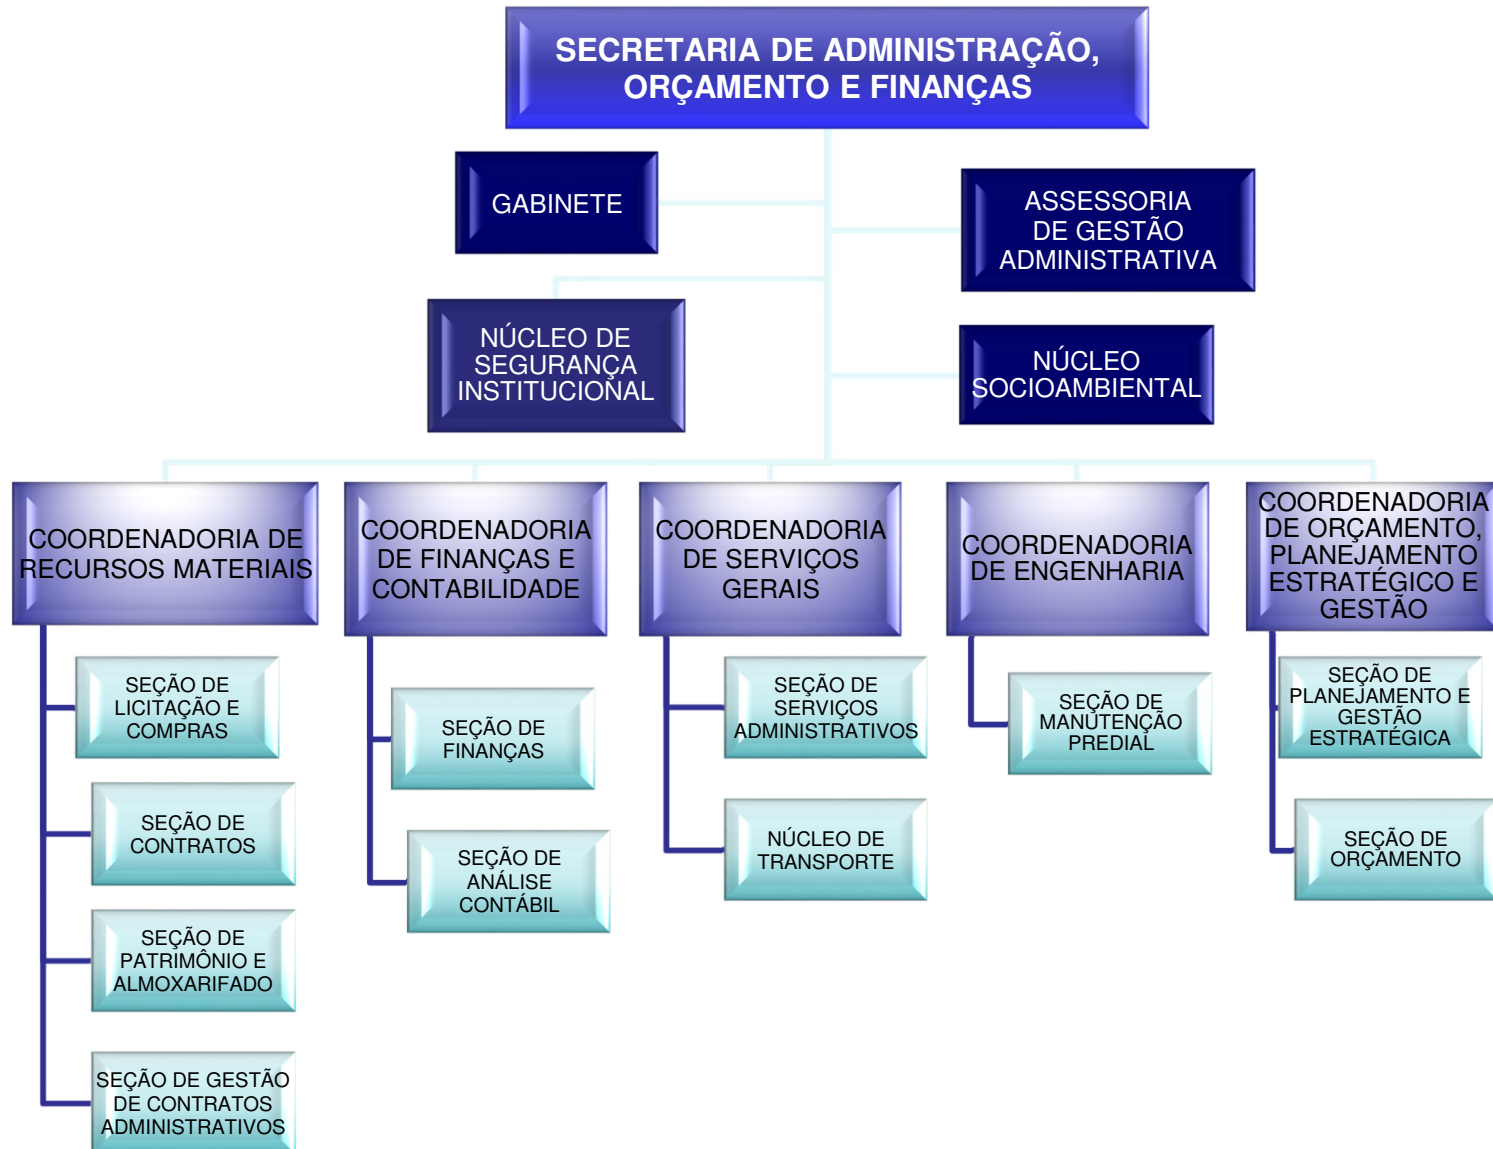 SECRETARIA DE ADMINISTRAÇÃO,
ORÇAMENTO E FINANÇAS
GABINETE
ASSESSORIA
DE GESTÃO
ADMINISTRATIVA
NÚCLEO DE
SEGURANÇA
INSTITUCIONAL
NÚCLEO
SOCIOAMBIENTAL
COORDENADORIA DE
RECURSOS MATERIAIS
COORDENADORIA
DE FINANÇAS E
CONTABILIDADE
COORDENADORIA
DE SERVIÇOS
GERAIS
COORDENADORIA
DE ENGENHARIA
COORDENADORIA
DE ORÇAMENTO,
PLANEJAMENTO
ESTRATÉGICO E
GESTÃO
SEÇÃO DE
LICITAÇÃO E
COMPRAS
SEÇÃO DE
CONTRATOS
SEÇÃO DE
PATRIMÔNIO E
ALMOXARIFADO
SEÇÃO DE GESTÃO
DE CONTRATOS
ADMINISTRATIVOS
SEÇÃO DE
FINANÇAS
SEÇÃO DE
ANÁLISE
CONTÁBIL
SEÇÃO DE
SERVIÇOS
ADMINISTRATIVOS
NÚCLEO DE
TRANSPORTE
SEÇÃO DE
MANUTENÇÃO
PREDIAL
SEÇÃO DE
PLANEJAMENTO E
GESTÃO
ESTRATÉGICA
SEÇÃO DE
ORÇAMENTO